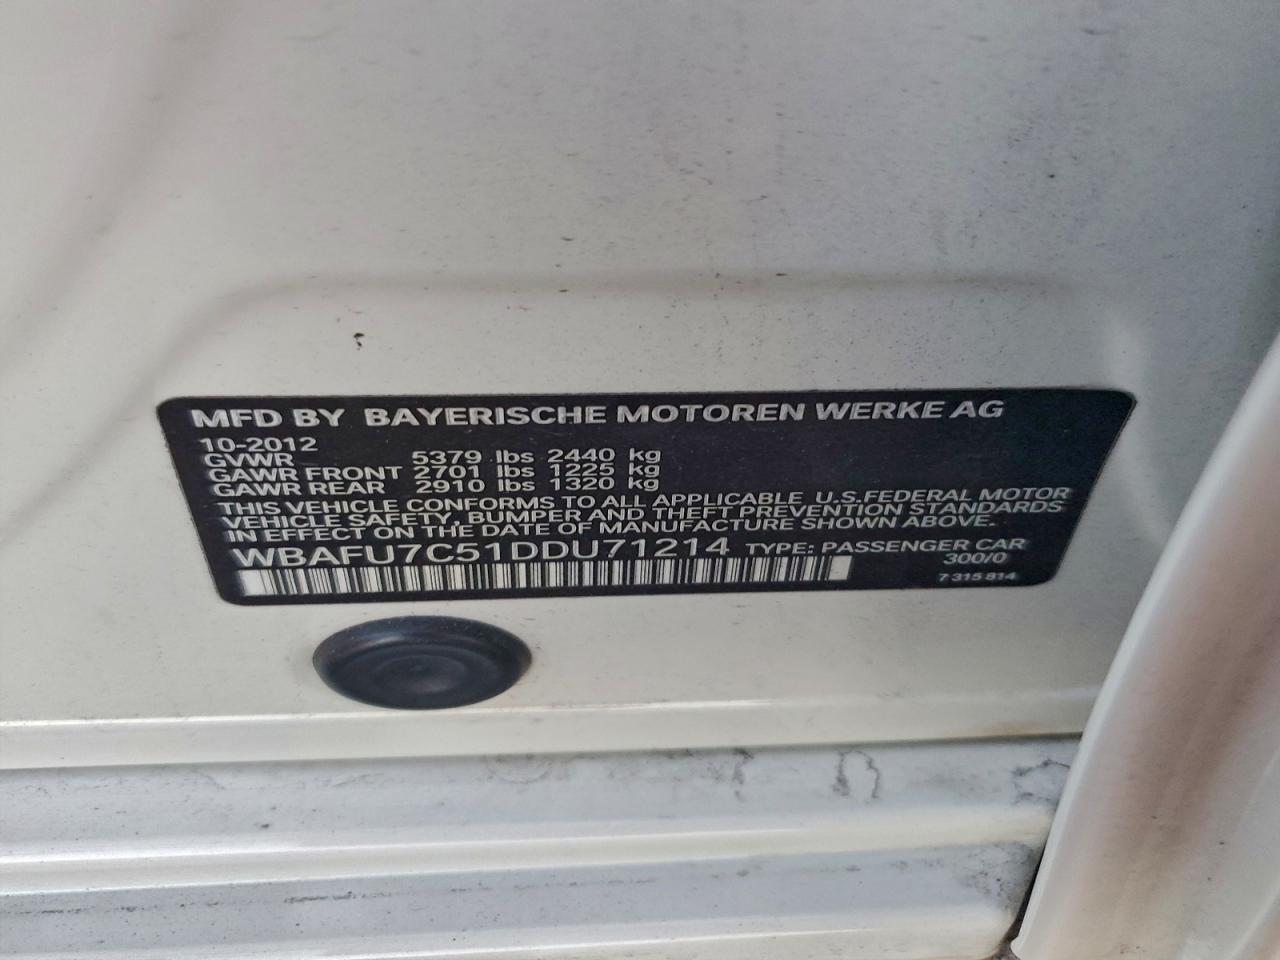 MFD BY BAYERISCHE MOTOREN WERKE AG
10-2012
GVWR 5379 lbs 2440 kg
GAWR FRONT 2701 lbs 1225 kg
GAWR REAR 2910 lbs 1320 kg
THIS VEHICLE CONFORMS TO ALL APPLICABLE U.S.FEDERAL MOTOR
VEHICLE SAFETY, BUMPER AND THEFT PREVENTION STANDARDS
IN EFFECT ON THE DATE OF MANUFACTURE SHOWN ABOVE.
WBAFU7C51DDU71214 TYPE: PASSENGER CAR
300/0
7 315 814